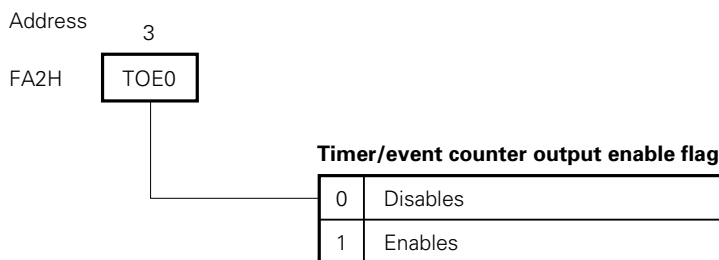 Address
3
FA2H TOE0
Timer/event counter output enable flag
0 Disables
1 Enables